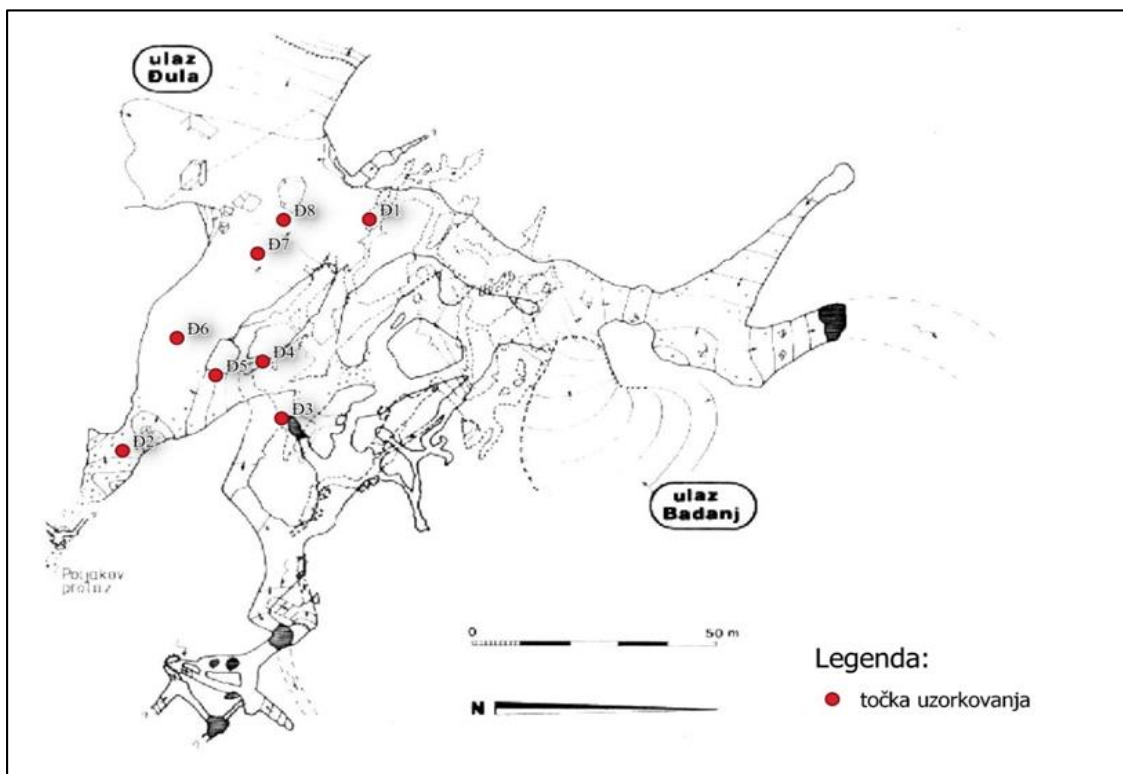 ulaz
Đula
Đ8
Đ1
Đ7
Đ6
Đ4
Đ5
Đ3
Đ2
ulaz
Badanj
0 50 m
N
Legenda:
točka uzorkovanja